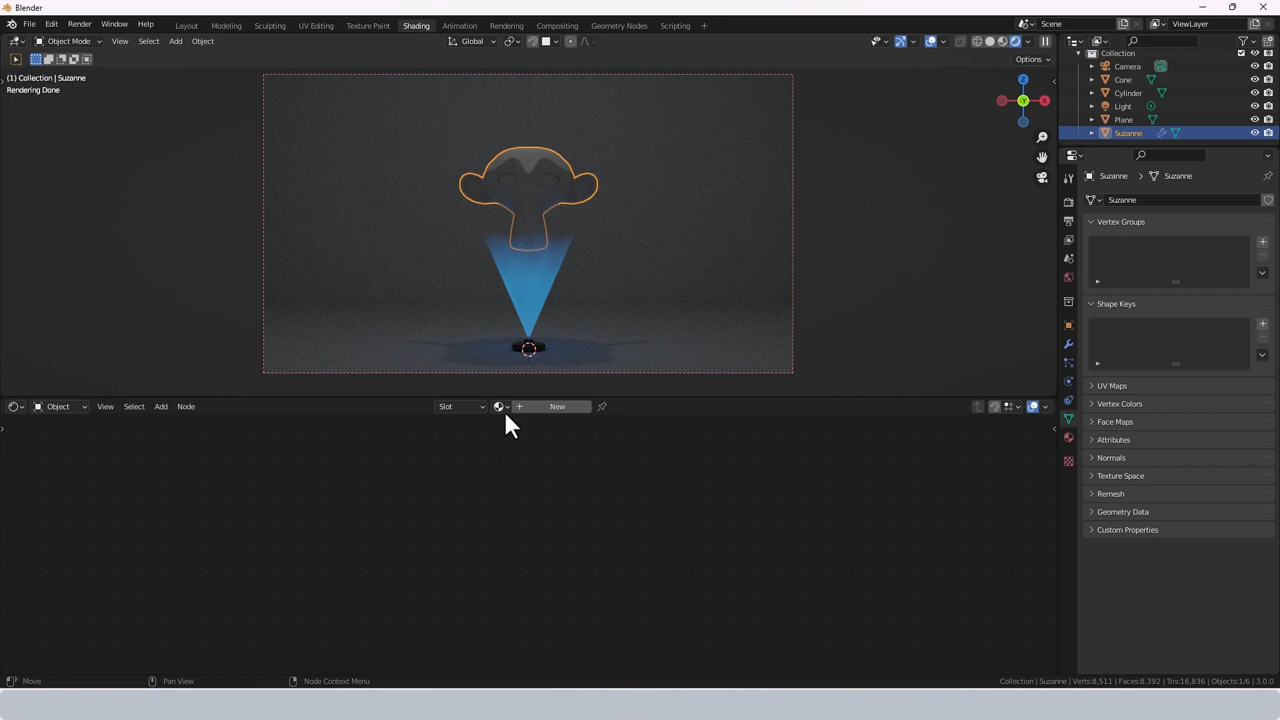 Blender
File Edit Render Window Help Layout Modeling Sculpting UV Editing Texture Paint Shading Animation Rendering Compositing Geometry Nodes Scripting + Scene ViewLayer
Object Mode View Select Add Object Global
Options
(1) Collection | Suzanne
Rendering Done
Z
Y
X
Collection
Camera
Cone
Cylinder
Light
Plane
Suzanne
Suzanne > Suzanne
Suzanne
Vertex Groups
Shape Keys
UV Maps
Vertex Colors
Face Maps
Attributes
Normals
Texture Space
Remesh
Geometry Data
Custom Properties
Object View Select Add Node Slot + New
Move Pan View Node Context Menu Collection | Suzanne | Verts:8,511 | Faces:8,392 | Tris:16,836 | Objects:1/6 | 3.0.0